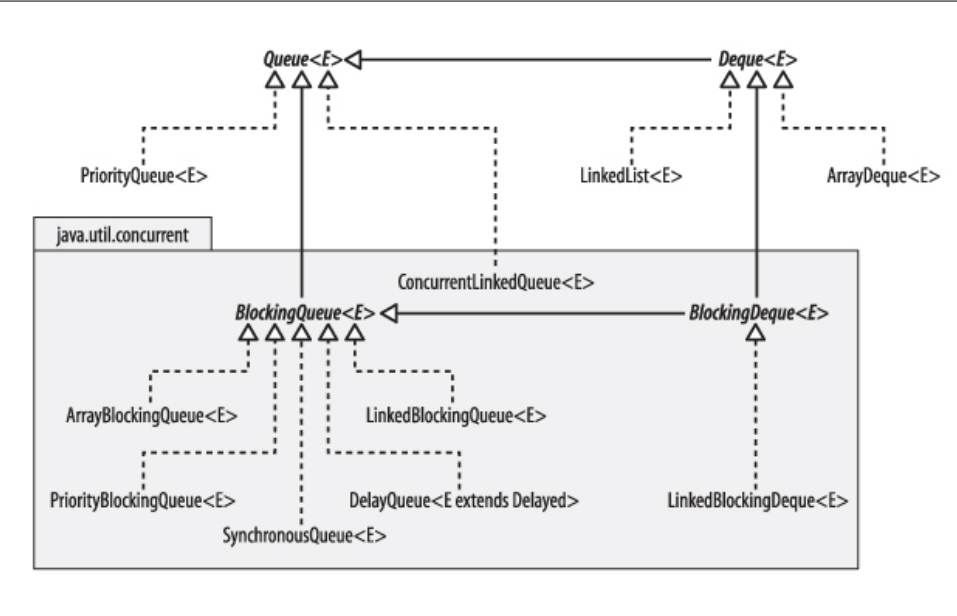 Queue<E>
Deque<E>
PriorityQueue<E>
LinkedList<E>
ArrayDeque<E>
java.util.concurrent
ConcurrentLinkedQueue<E>
BlockingQueue<E>
BlockingDeque<E>
ArrayBlockingQueue<E>
LinkedBlockingQueue<E>
PriorityBlockingQueue<E>
DelayQueue<E extends Delayed>
LinkedBlockingDeque<E>
SynchronousQueue<E>